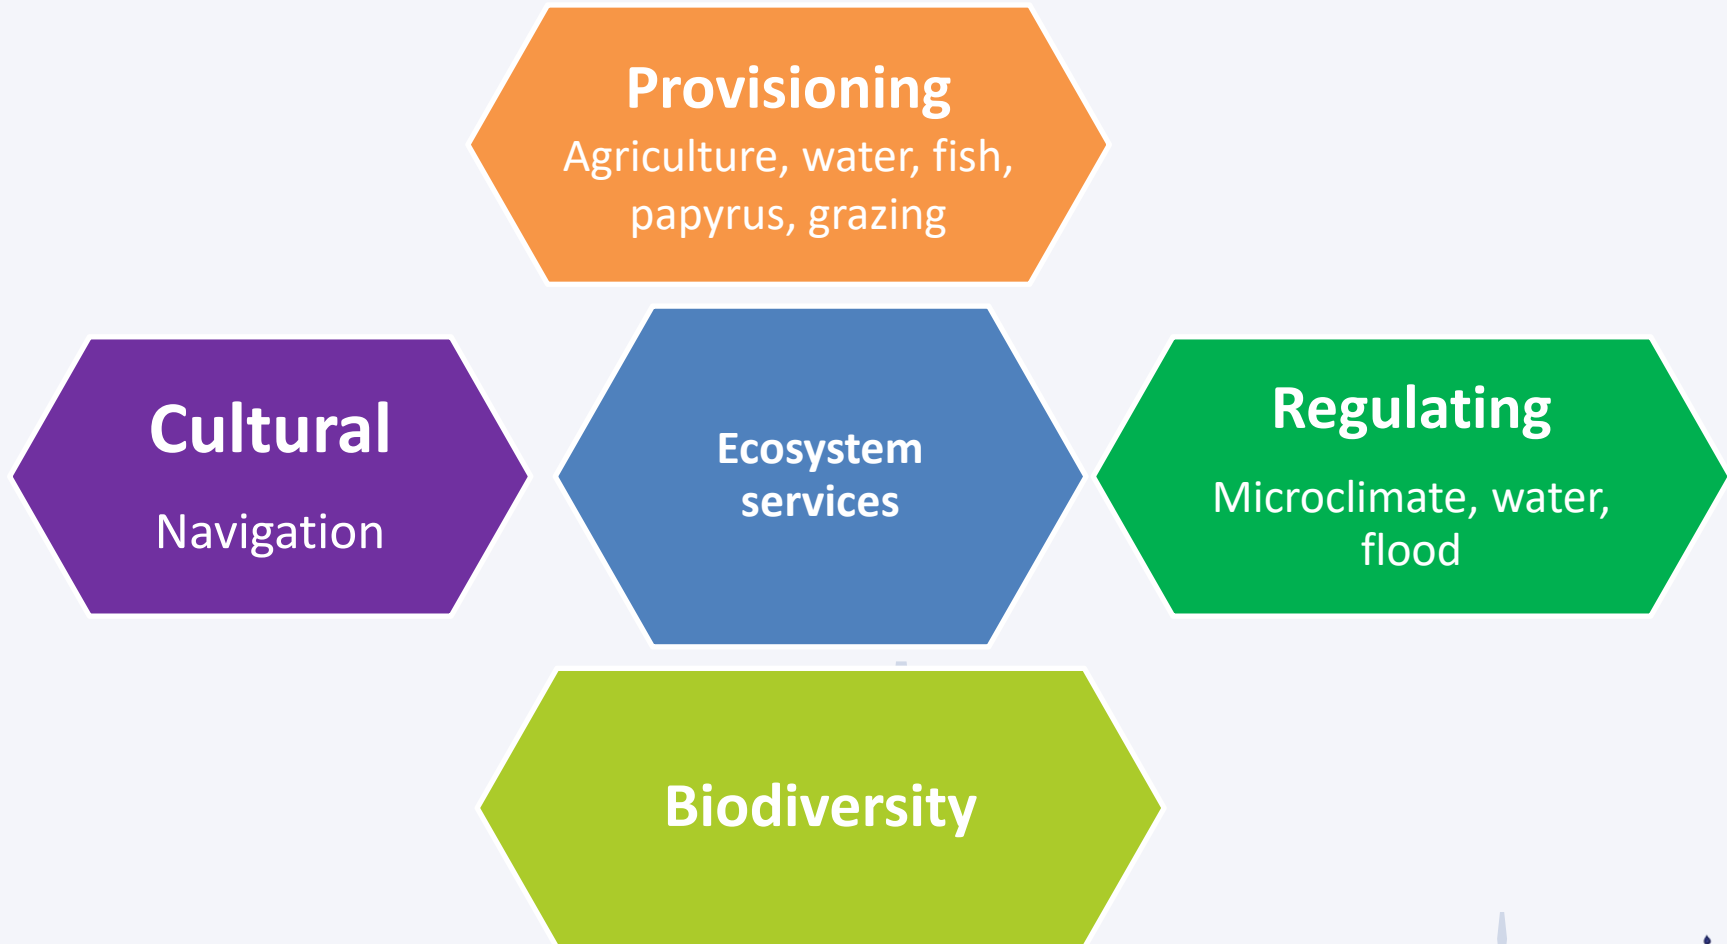 Provisioning
Agriculture, water, fish,
papyrus, grazing
Cultural
Navigation
Ecosystem
services
Regulating
Microclimate, water,
flood
Biodiversity